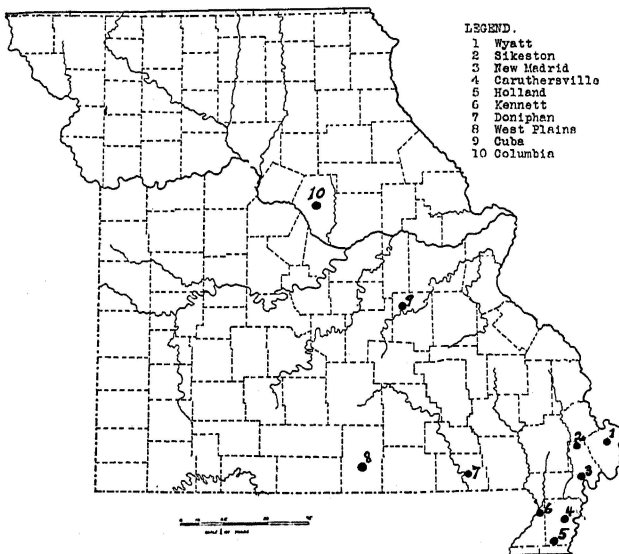 LEGEND.
1 Wyatt
2 Sikeston
3 New Madrid
4 Caruthersville
5 Holland
6 Kennett
7 Doniphan
8 West Plains
9 Cuba
10 Columbia
10
9
8
7
2
1
3
6
4
5